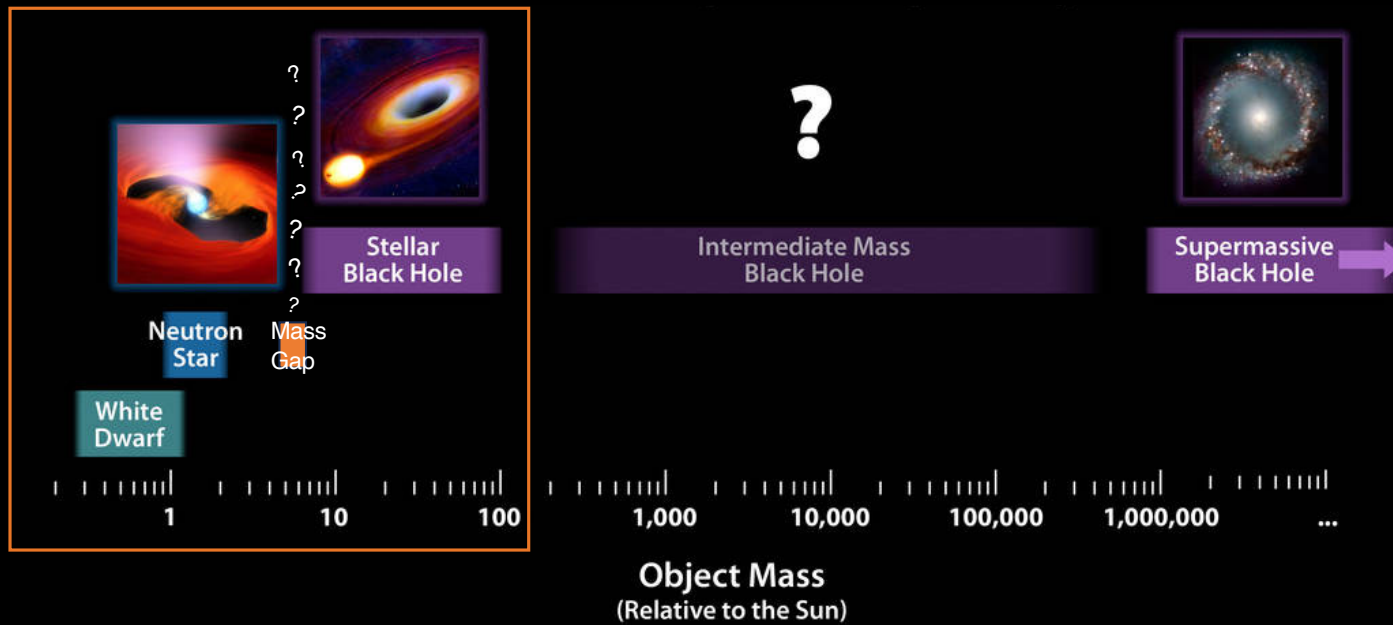 ?
?
?
?
?
?
?
?
Stellar
Black Hole
Intermediate Mass
Black Hole
Supermassive
Black Hole
Neutron
Star
Mass
Gap
White
Dwarf
1
10
100
1,000
10,000
100,000
1,000,000
...
Object Mass
(Relative to the Sun)